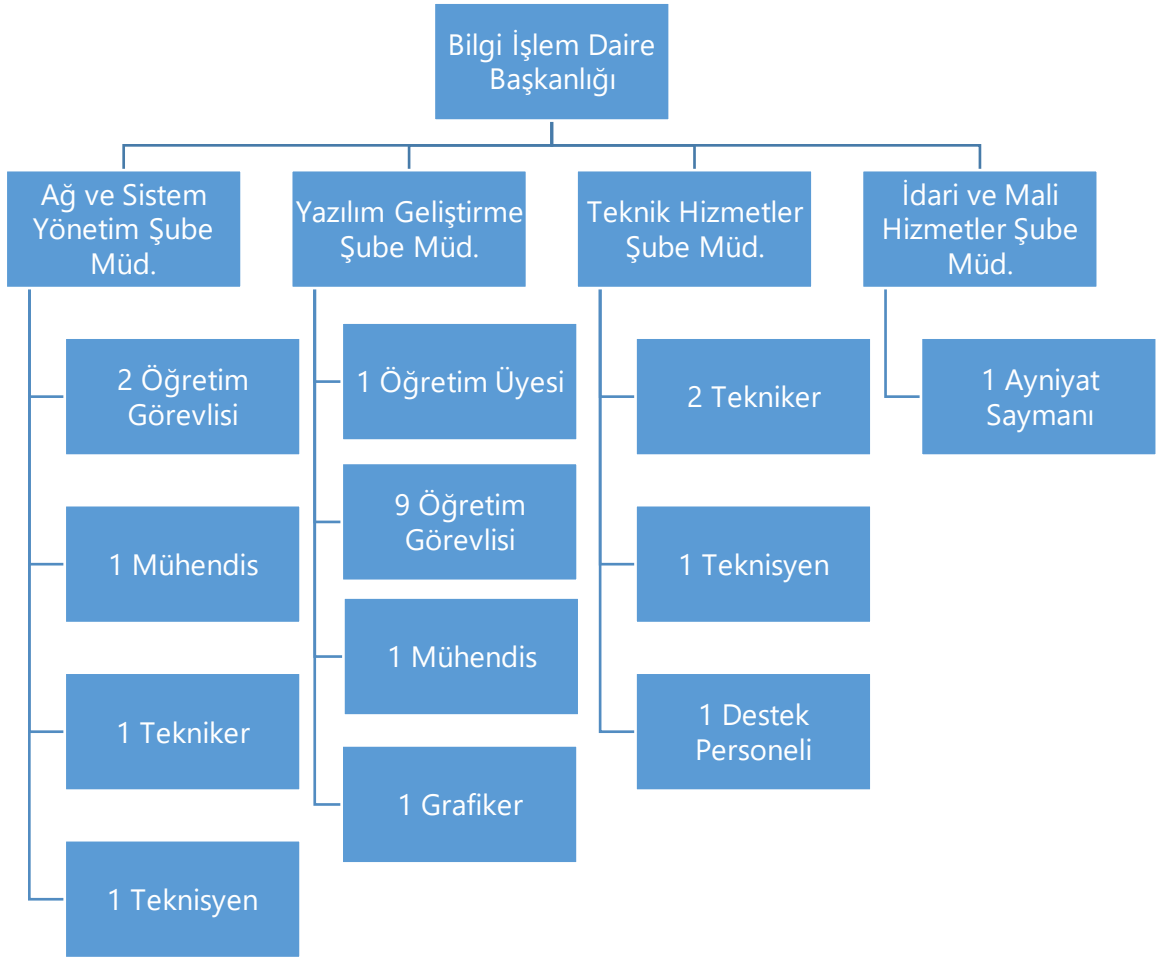 Bilgi İşlem Daire
Başkanlığı
Ağ ve Sistem
Yönetim Şube
Müd.
2 Öğretim
Görevlisi
1 Mühendis
1 Tekniker
1 Teknisyen
Yazılım Geliştirme
Şube Müd.
1 Öğretim Üyesi
9 Öğretim
Görevlisi
1 Mühendis
1 Grafiker
Teknik Hizmetler
Şube Müd.
2 Tekniker
1 Teknisyen
1 Destek
Personeli
İdari ve Mali
Hizmetler Şube
Müd.
1 Ayniyat
Saymanı